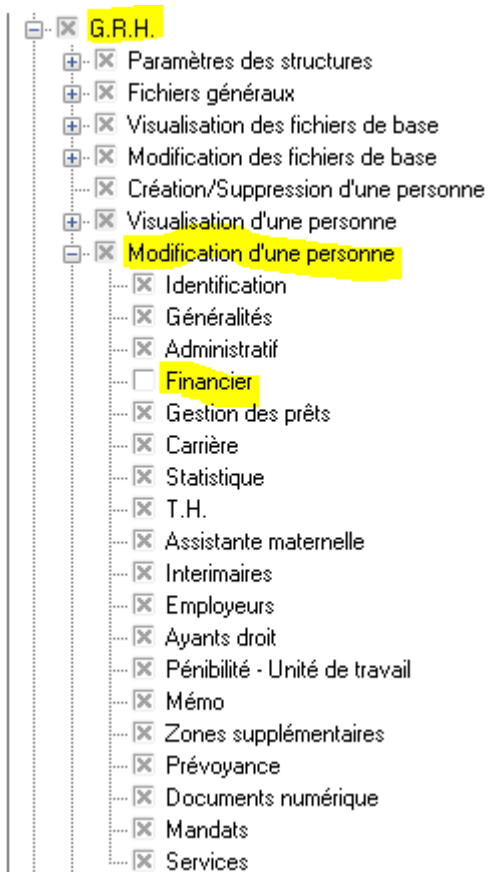 G.R.H.
Paramètres des structures
Fichiers généraux
Visualisation des fichiers de base
Modification des fichiers de base
Création/Suppression d'une personne
Visualisation d'une personne
Modification d'une personne
Identification
Généralités
Administratif
Financier
Gestion des prêts
Carrière
Statistique
T.H.
Assistante maternelle
Interimaires
Employeurs
Ayants droit
Pénibilité - Unité de travail
Mémo
Zones supplémentaires
Prévoyance
Documents numérique
Mandats
Services